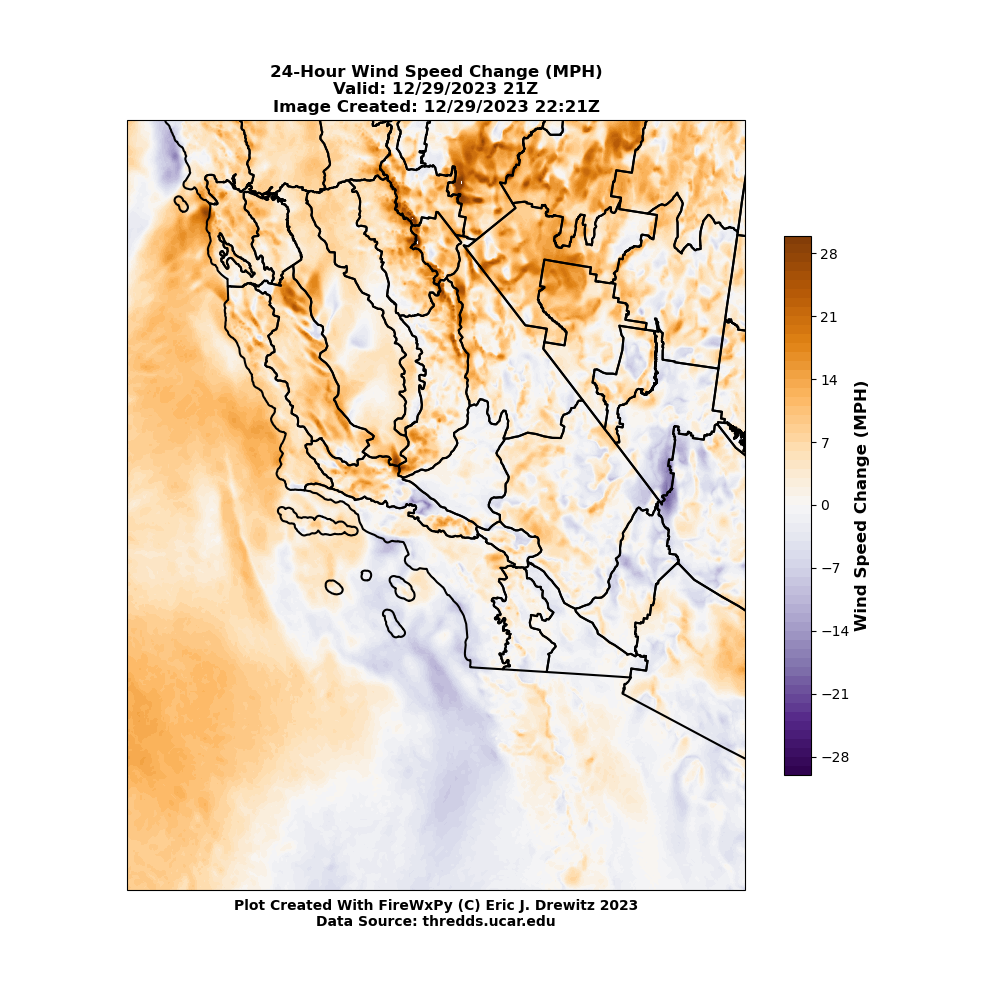 24-Hour Wind Speed Change (MPH)
Valid: 12/29/2023 21Z
Image Created: 12/29/2023 22:21Z
28
21
14
7
0
−7
−14
−21
−28
Wind Speed Change (MPH)
Plot Created With FireWxPy (C) Eric J. Drewitz 2023
Data Source: thredds.ucar.edu